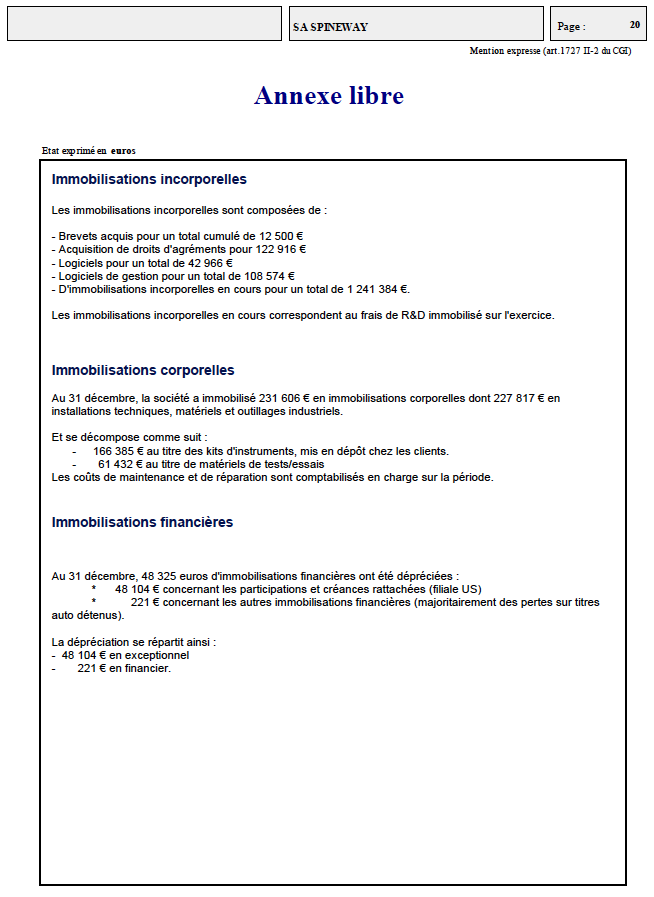 SA SPINEWAY
Page : 20
Mention expresse (art.1727 II-2 du CGI)
Annexe libre
Etat exprimé en euros
Immobilisations incorporelles
Les immobilisations incorporelles sont composées de :
- Brevets acquis pour un total cumulé de 12 500 €
- Acquisition de droits d'agréments pour 122 916 €
- Logiciels pour un total de 42 966 €
- Logiciels de gestion pour un total de 108 574 €
- D'immobilisations incorporelles en cours pour un total de 1 241 384 €.
Les immobilisations incorporelles en cours correspondent au frais de R&D immobilisé sur l'exercice.
Immobilisations corporelles
Au 31 décembre, la société a immobilisé 231 606 € en immobilisations corporelles dont 227 817 € en
installations techniques, matériels et outillages industriels.
Et se décompose comme suit :
- 166 385 € au titre des kits d'instruments, mis en dépôt chez les clients.
- 61 432 € au titre de matériels de tests/essais
Les coûts de maintenance et de réparation sont comptabilisés en charge sur la période.
Immobilisations financières
Au 31 décembre, 48 325 euros d'immobilisations financières ont été dépréciées :
* 48 104 € concernant les participations et créances rattachées (filiale US)
* 221 € concernant les autres immobilisations financières (majoritairement des pertes sur titres
auto détenus).
La dépréciation se répartit ainsi :
- 48 104 € en exceptionnel
- 221 € en financier.